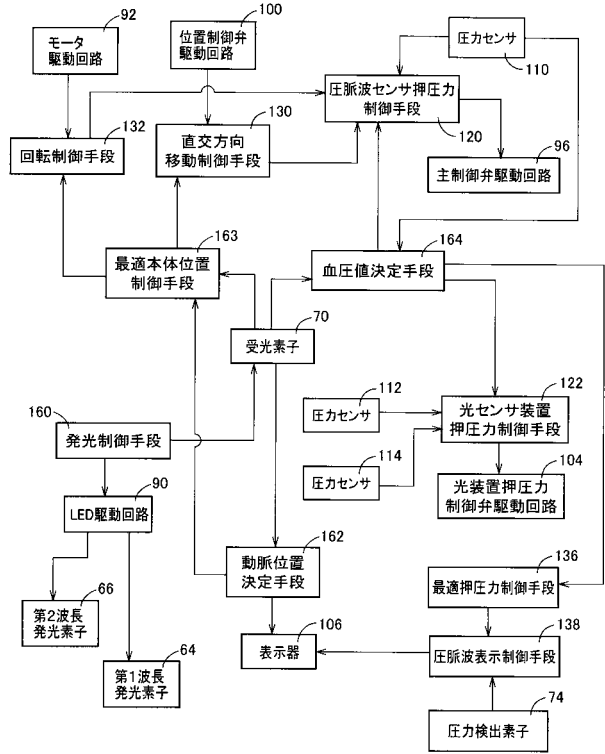 92
モータ
駆動回路
100
位置制御弁
駆動回路
圧力センサ
110
132
回転制御手段
130
直交方向
移動制御手段
圧脈波センサ押圧力
制御手段
120
96
主制御弁駆動回路
163
最適本体位置
制御手段
164
血圧値決定手段
70
受光素子
112
圧力センサ
122
光センサ装置
押圧力制御手段
160
発光制御手段
114
圧力センサ
104
光装置押圧力
制御弁駆動回路
90
LED駆動回路
162
動脈位置
決定手段
136
最適押圧力制御手段
66
第2波長
発光素子
64
第1波長
発光素子
106
表示器
138
圧脈波表示制御手段
74
圧力検出素子